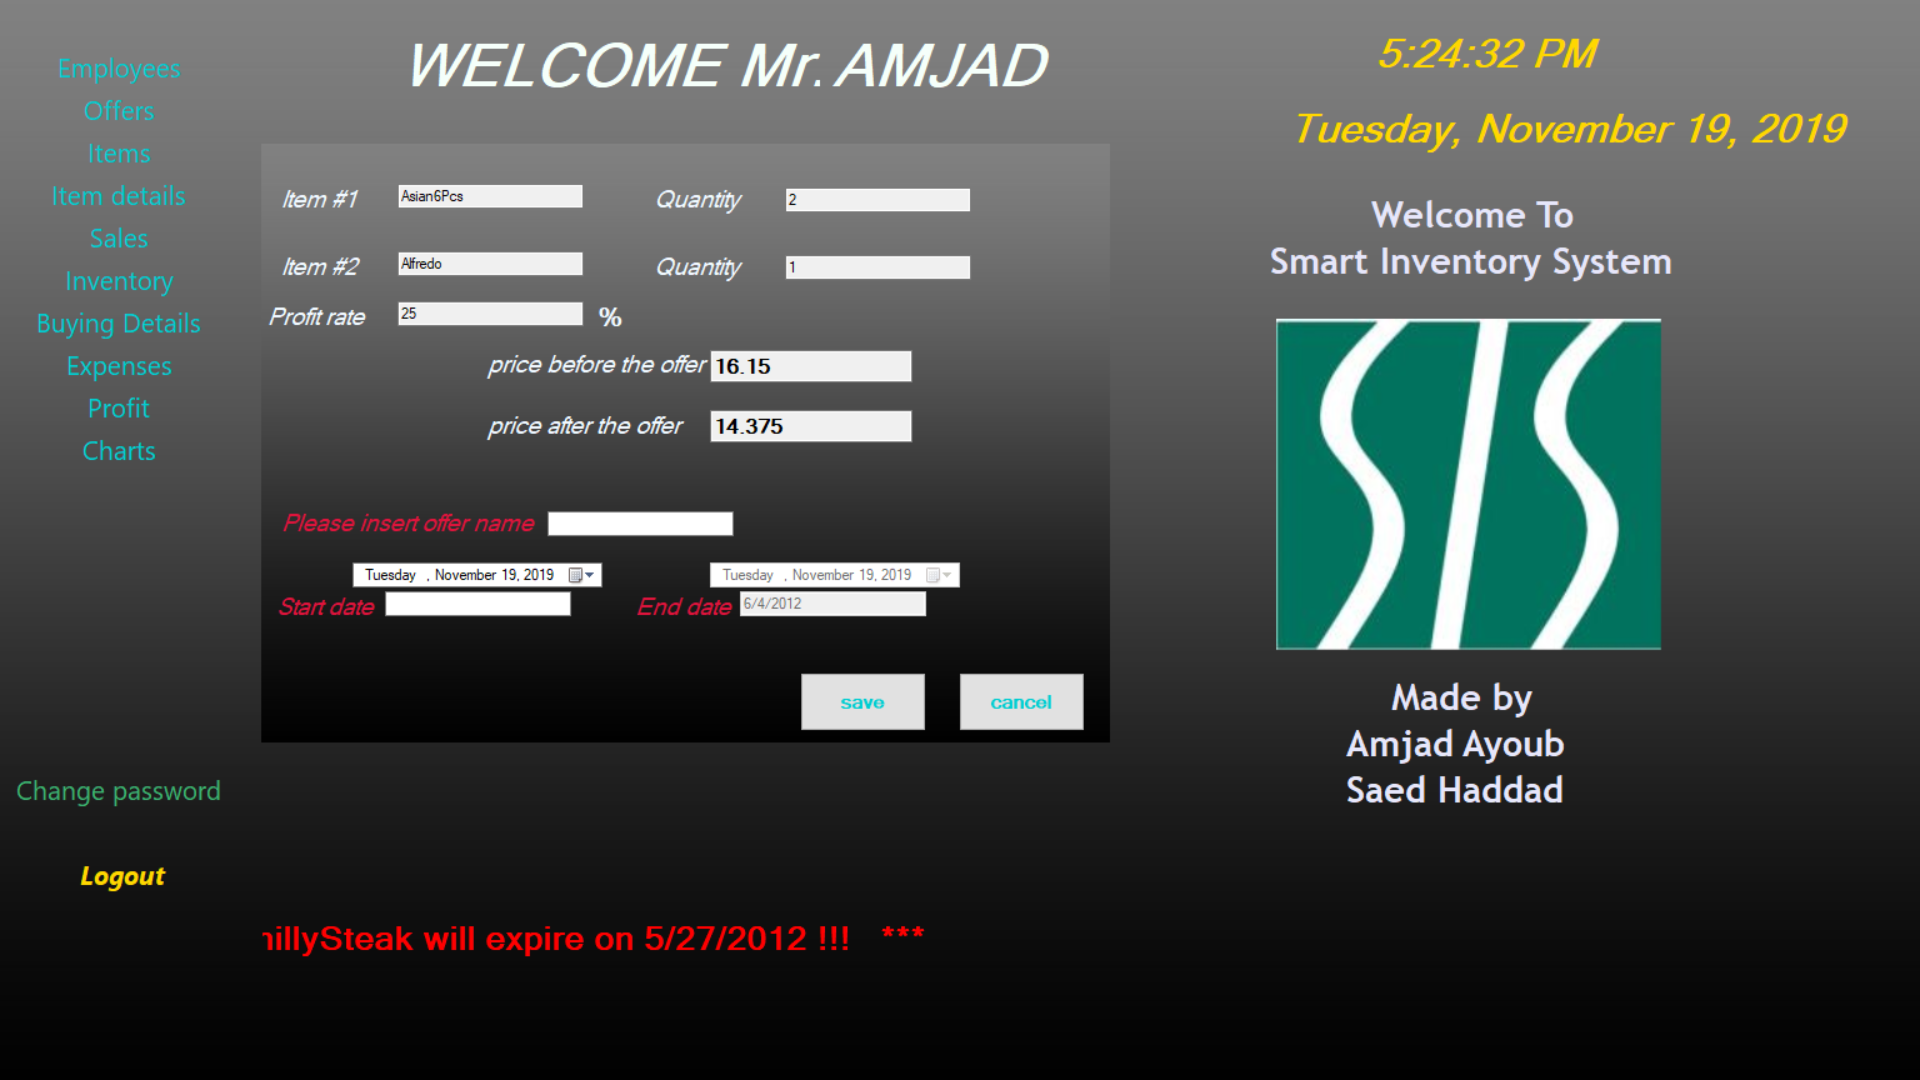 Employees
Offers
Items
Item details
Sales
Inventory
Buying Details
Expenses
Profit
Charts
Change password
Logout
WELCOME Mr. AMJAD
Item #1 Asian6Pcs Quantity 2
Item #2 Alfredo Quantity 1
Profit rate 25 %
price before the offer 16.15
price after the offer 14.375
Please insert offer name
Tuesday , November 19, 2019 Tuesday , November 19, 2019
Start date End date 6/4/2012
save cancel
will expire on 5/27/2012 !!! ***
5:24:32 PM
Tuesday, November 19, 2019
Welcome To
Smart Inventory System
SIS
Made by
Amjad Ayoub
Saed Haddad